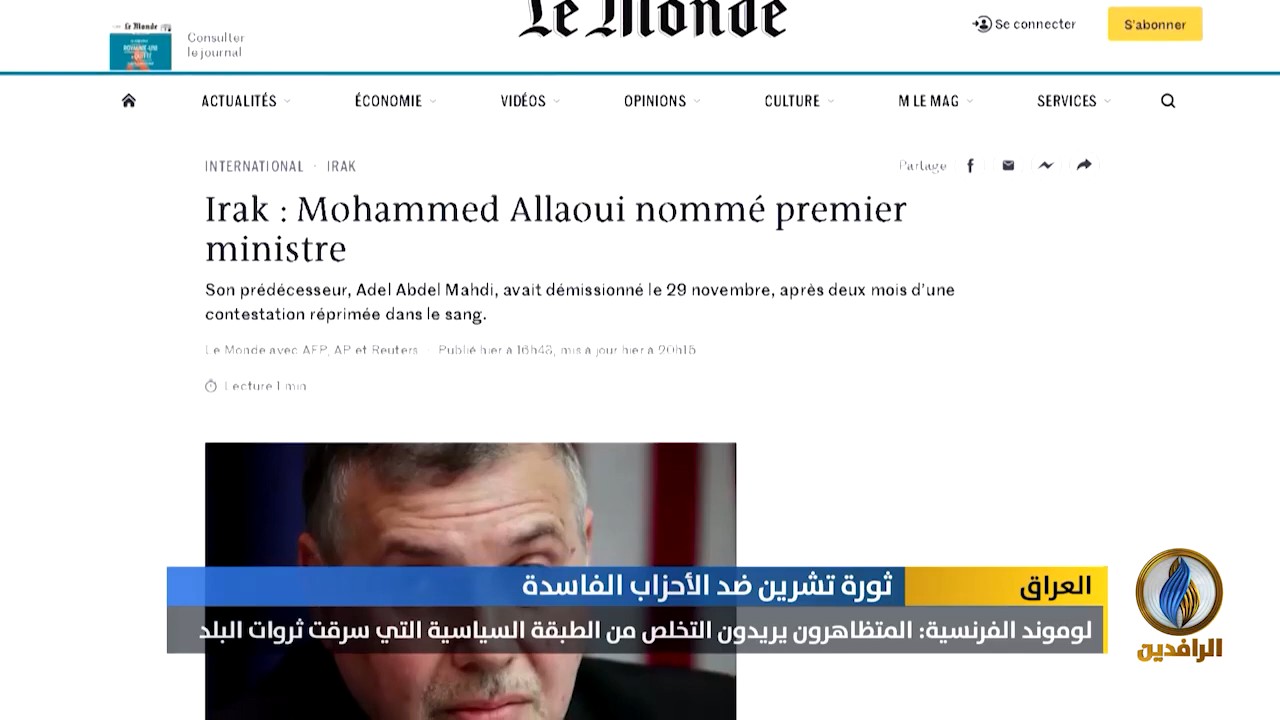 Le Monde
Le Monde
Consulter
le journal
Se connecter
S'abonner
ACTUALITÉS
ÉCONOMIE
VIDÉOS
OPINIONS
CULTURE
M LE MAG
SERVICES
INTERNATIONAL · IRAK
Partage
Irak : Mohammed Allaoui nommé premier
ministre
Son prédécesseur, Adel Abdel Mahdi, avait démissionné le 29 novembre, après deux mois d'une
contestation réprimée dans le sang.
Le Monde avec AFP, AP et Reuters · Publié hier à 16h43, mis à jour hier à 20h15
Lecture 1 min
العراق
ثورة تشرين ضد الأحزاب الفاسدة
لوموند الفرنسية: المتظاهرون يريدون التخلص من الطبقة السياسية التي سرقت ثروات البلد
الرافدين